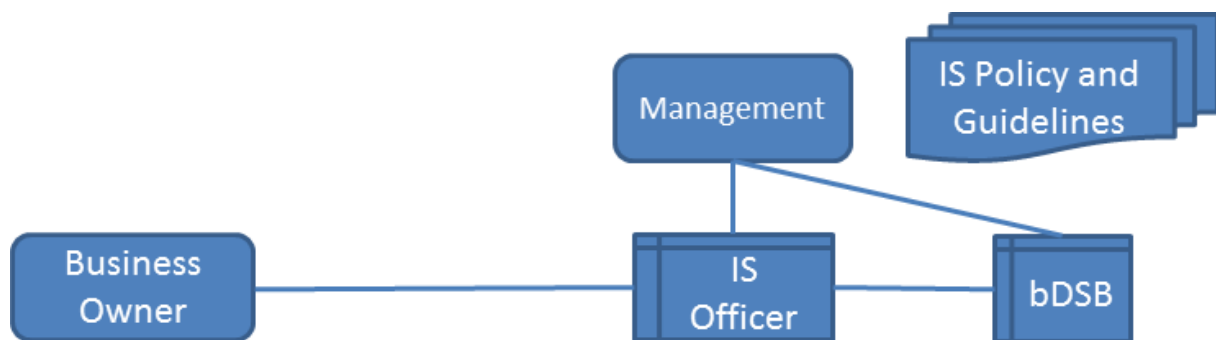 IS Policy and
Guidelines
Management
Business
Owner
IS
Officer
bDSB